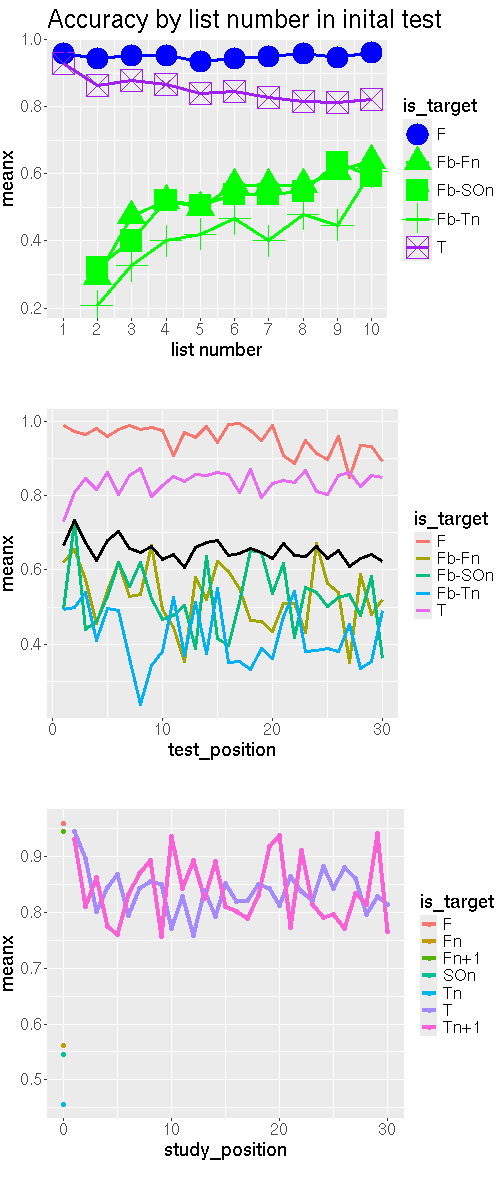 Accuracy by list number in inital test
1.0
0.8
0.6
0.4
0.2
meanx
1 2 3 4 5 6 7 8 9 10
list number
is_target
F
Fb-Fn
Fb-SOn
Fb-Tn
T
1.0
0.8
0.6
0.4
meanx
0 10 20 30
test_position
is_target
F
Fb-Fn
Fb-SOn
Fb-Tn
T
0.9
0.8
0.7
0.6
0.5
meanx
0 10 20 30
study_position
is_target
F
Fn
Fn+1
SOn
Tn
T
Tn+1